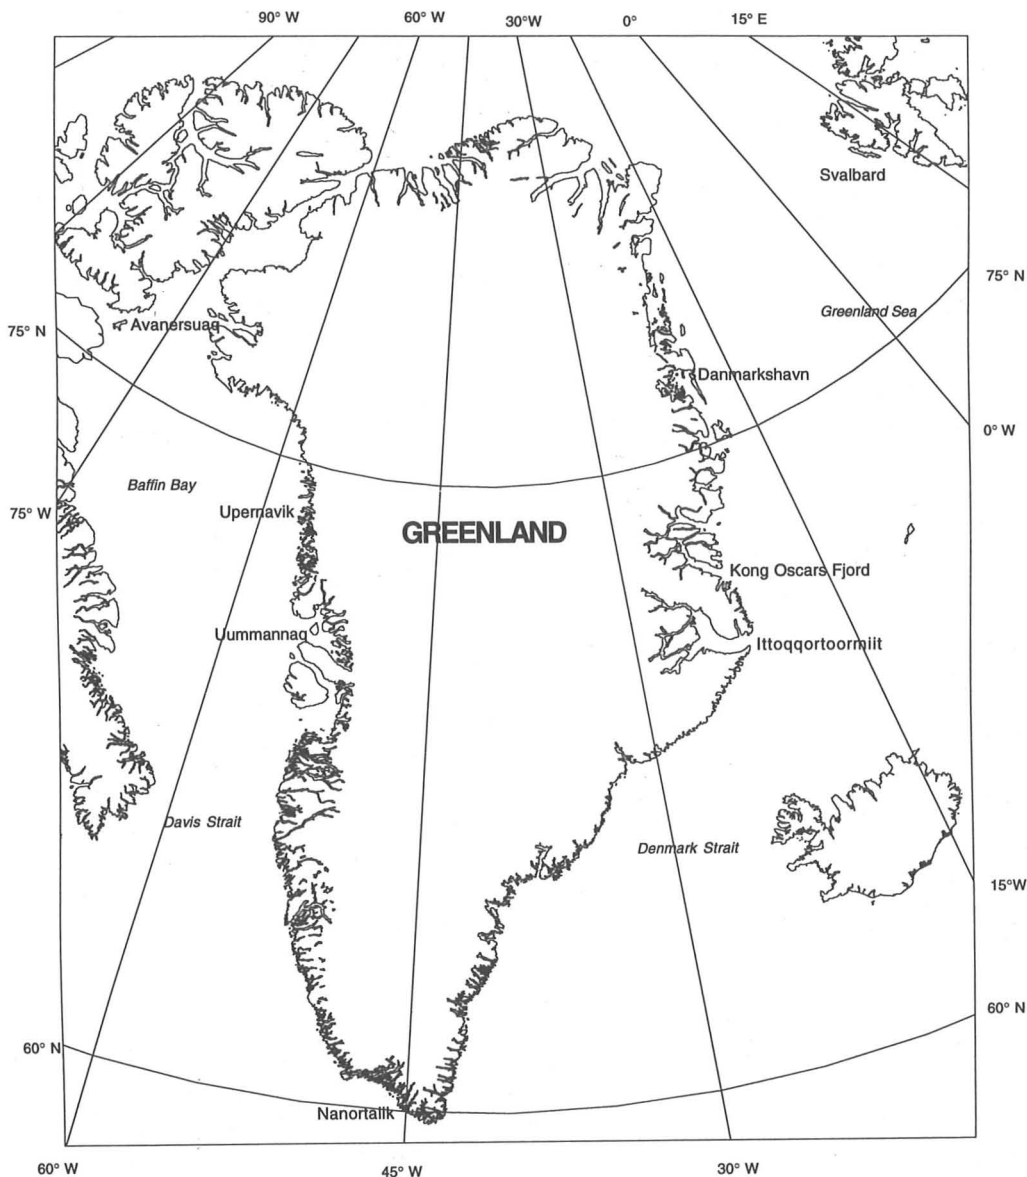 90° W
60° W
30°W
0°
15° E
Svalbard
75° N
Greenland Sea
Avanersuaq
75° N
Danmarkshavn
0° W
Baffin Bay
Upernavik
75° W
GREENLAND
Kong Oscars Fjord
Uummannaq
Ittoqqortoormiit
Davis Strait
Denmark Strait
15°W
60° N
60° N
Nanortalik
60° W
45° W
30° W